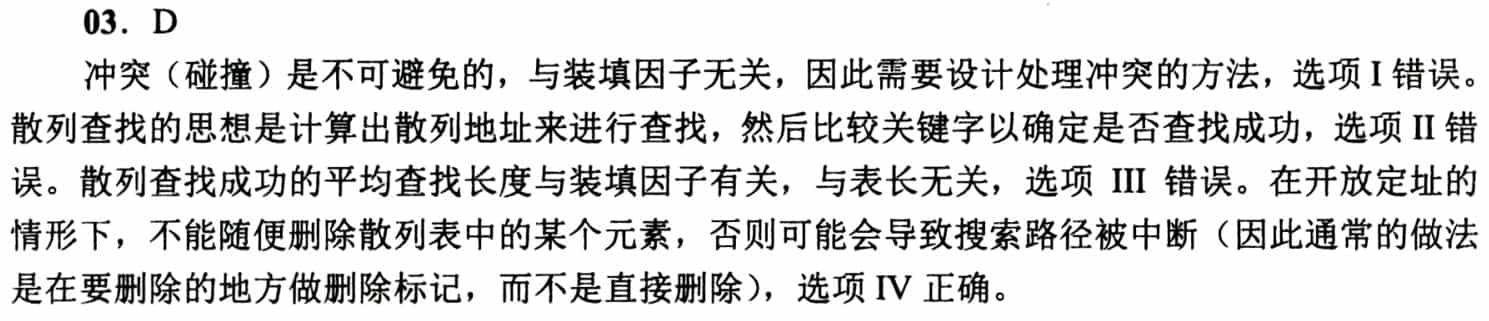 03. D
冲突（碰撞）是不可避免的，与装填因子无关，因此需要设计处理冲突的方法，选项 I 错误。
散列查找的思想是计算出散列地址来进行查找，然后比较关键字以确定是否查找成功，选项 II 错
误。散列查找成功的平均查找长度与装填因子有关，与表长无关，选项 III 错误。在开放定址的
情形下，不能随便删除散列表中的某个元素，否则可能会导致搜索路径被中断（因此通常的做法
是在要删除的地方做删除标记，而不是直接删除），选项 IV 正确。